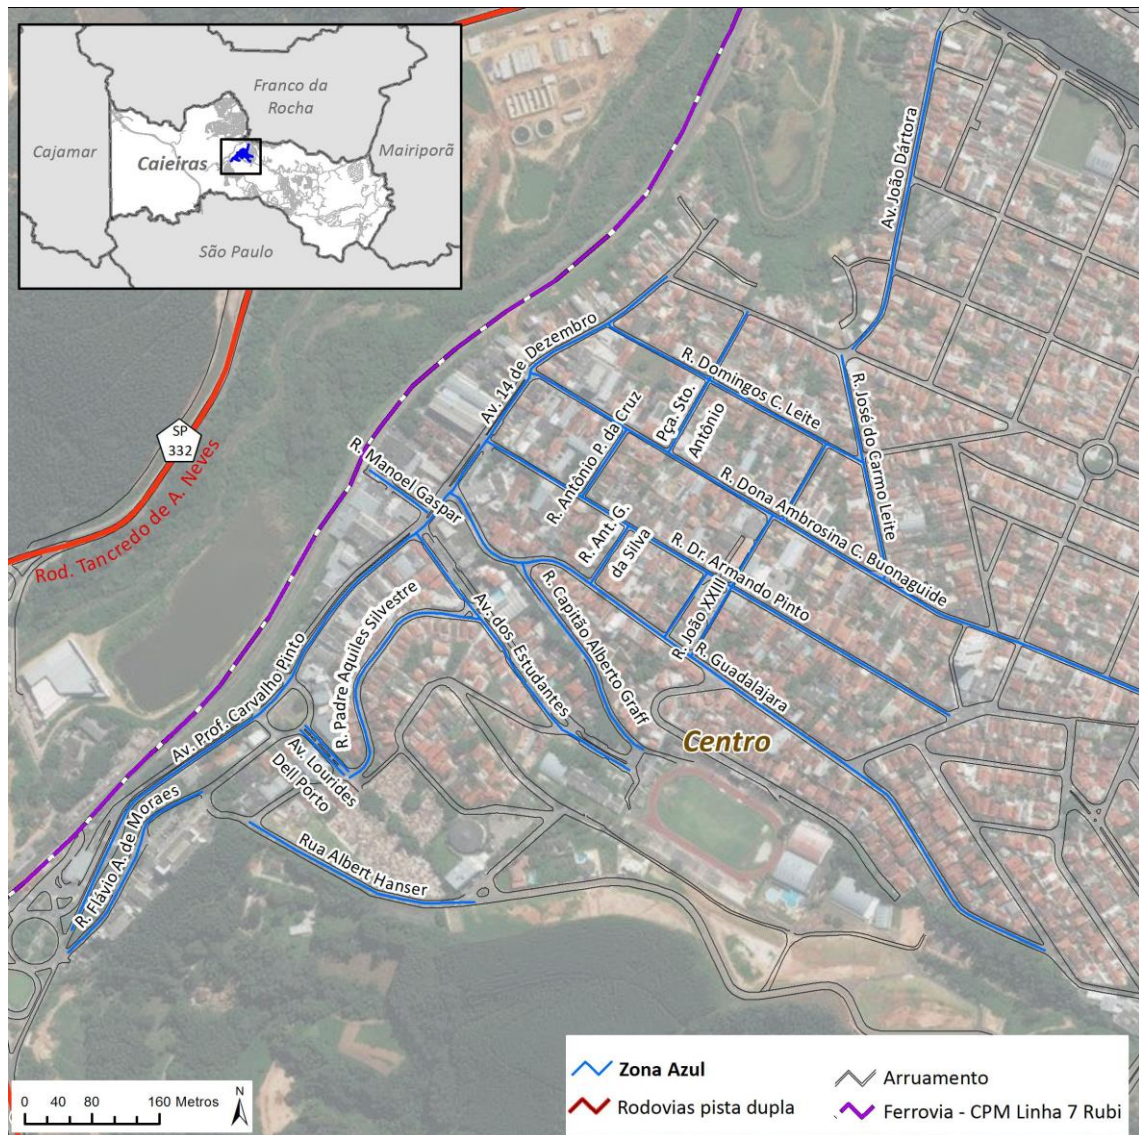 Franco da
Rocha
Cajamar
Caieiras
Mairiporã
São Paulo
SP
332
Rod. Tancredo de A. Neves
Av. João Dártora
Av. 14 de Dezembro
R. Domingos C. Leite
R. José do Carmo Leite
Pça. Sto.
Antônio
R. Antônio P. da Cruz
R. Manoel Gaspar
R. Dona Ambrosina C. Buonaguide
R. Ant. G.
da Silva
R. Dr. Armando Pinto
R. João XXIII
R. Capitão Alberto Graff
R. Guadalajara
Av. dos Estudantes
R. Padre Aquiles Silvestre
Av. Prof. Carvalho Pinto
Centro
Av. Lourides
Dell Porto
R. Flávio A. de Moraes
Rua Albert Hanser
0 40 80 160 Metros
N
Zona Azul
Rodovias pista dupla
Arruamento
Ferrovia - CPM Linha 7 Rubi